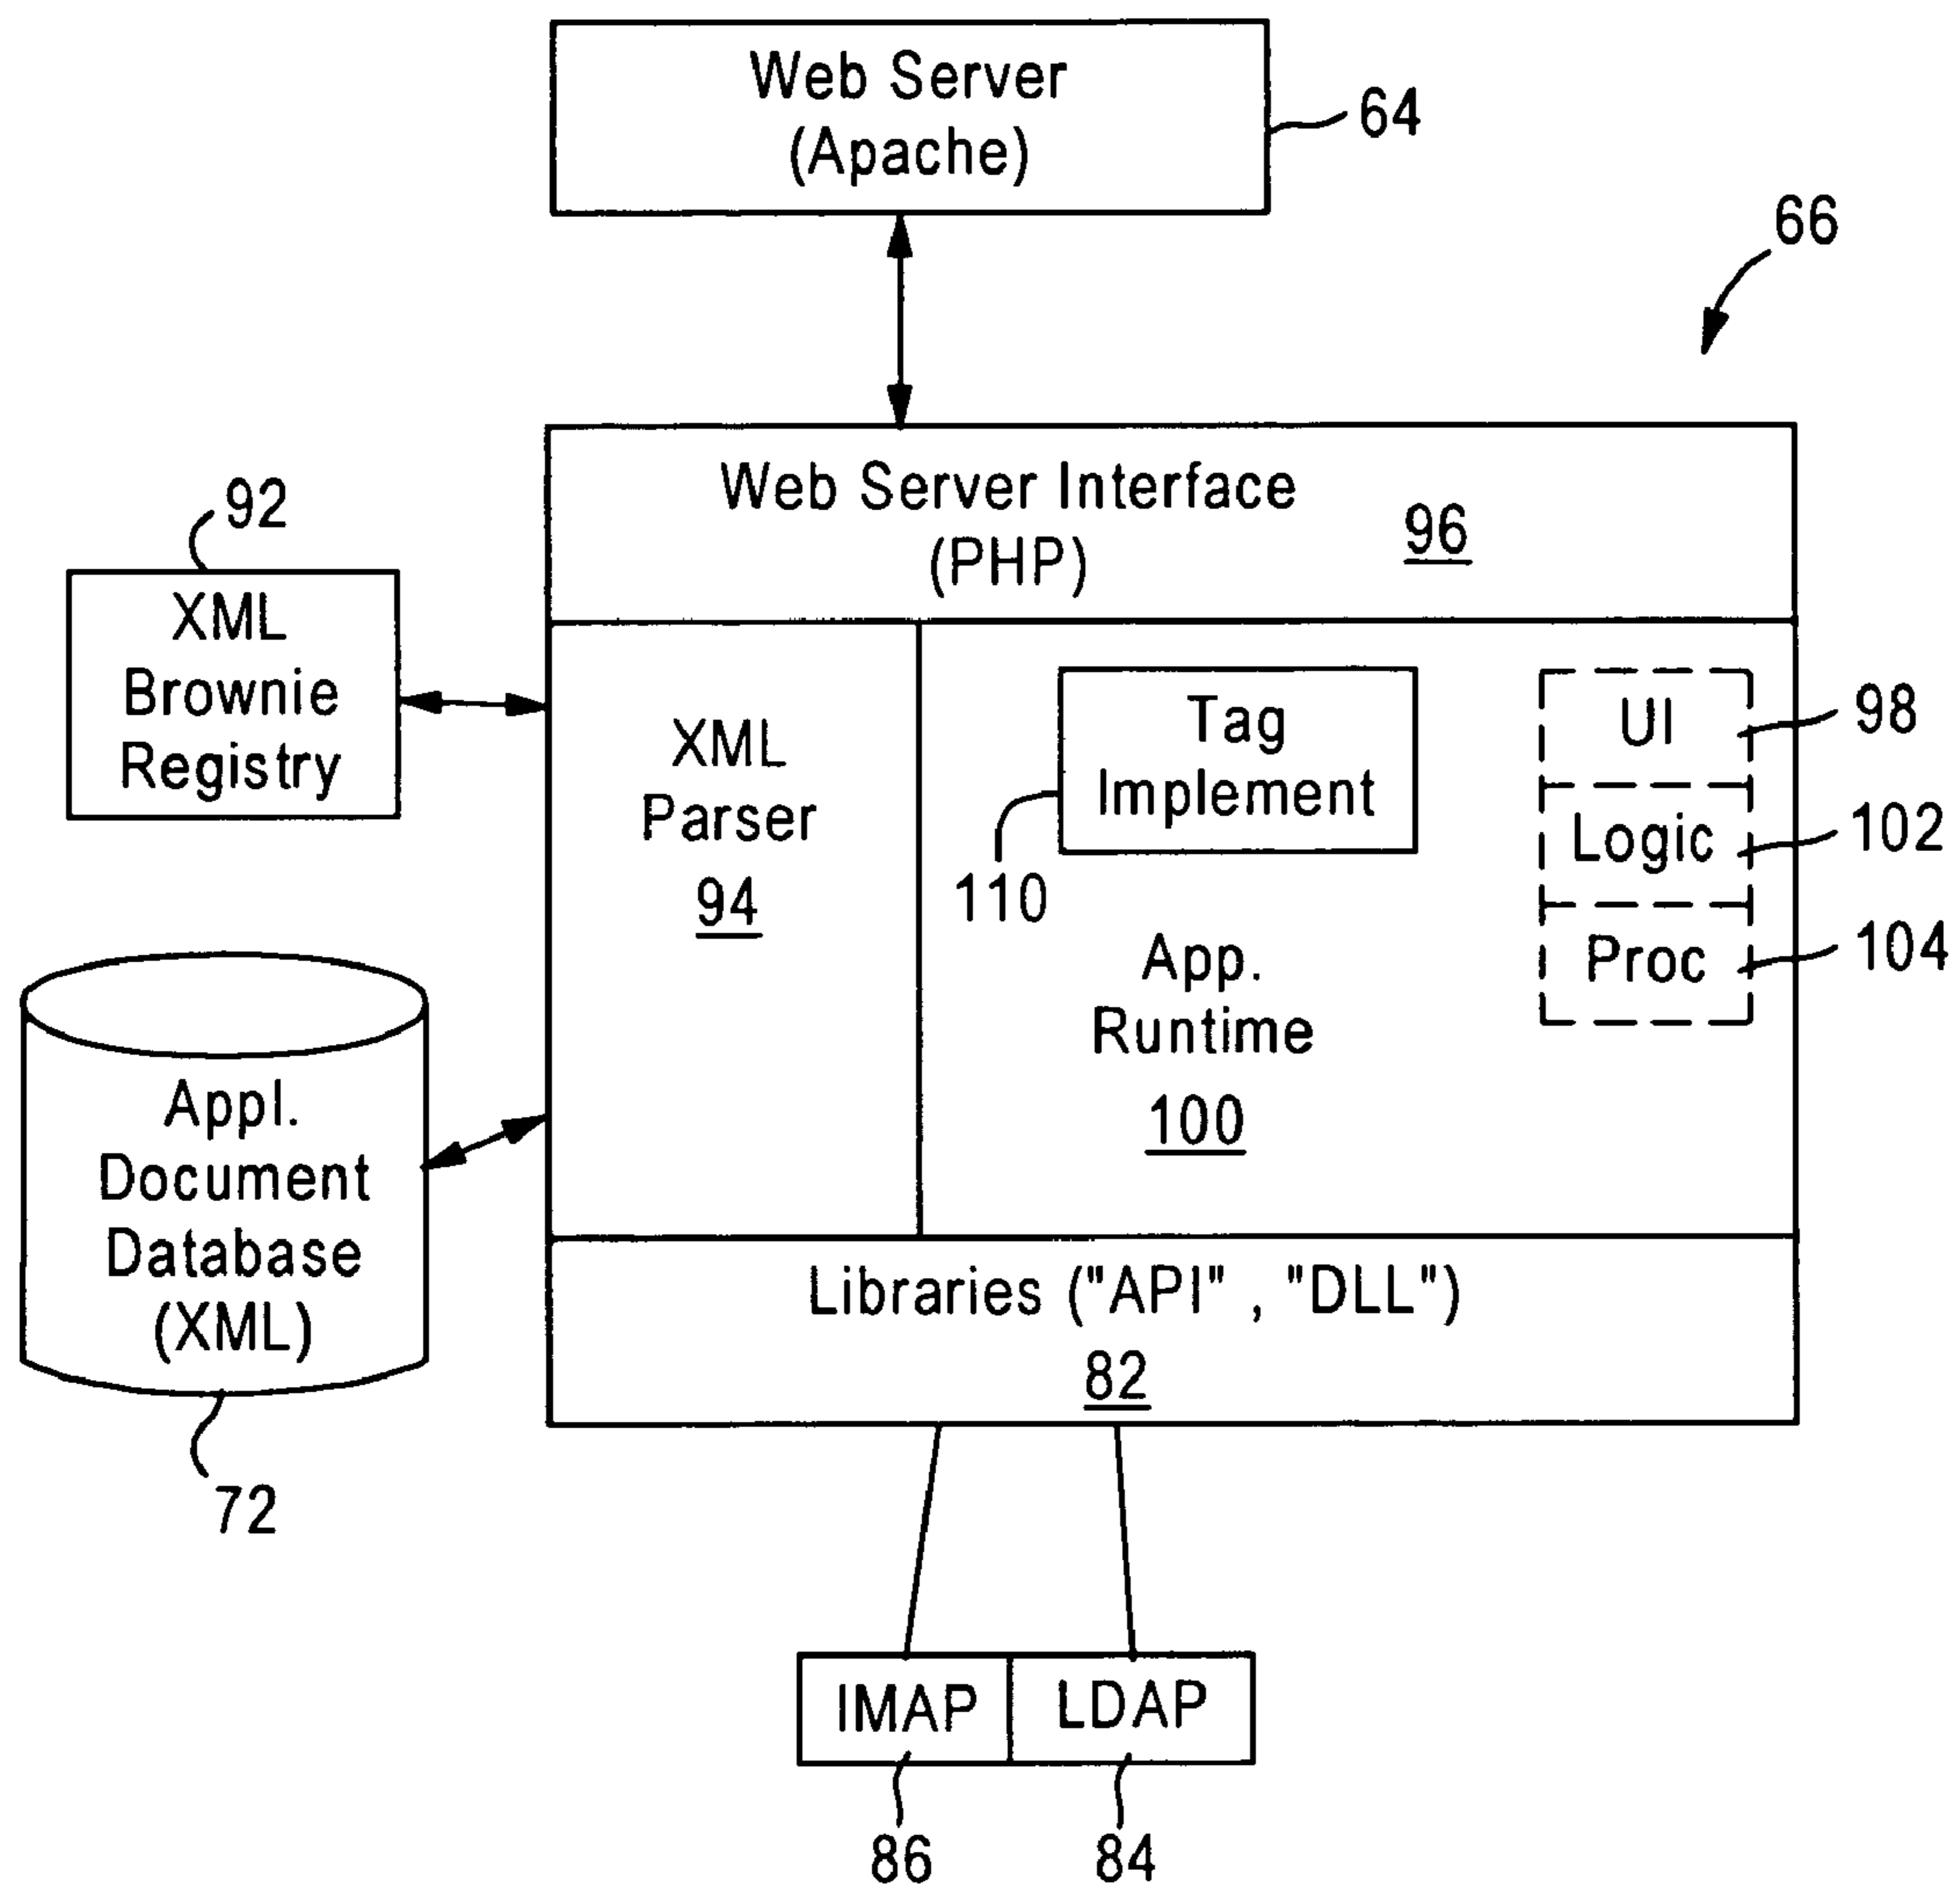 Web Server
(Apache)
64
66
Web Server Interface
(PHP)
96
92
XML
Brownie
Registry
XML
Parser
94
Tag
Implement
110
UI
98
Logic
102
Proc
104
App.
Runtime
100
Appl.
Document
Database
(XML)
72
Libraries ("API" , "DLL")
82
IMAP
LDAP
86
84